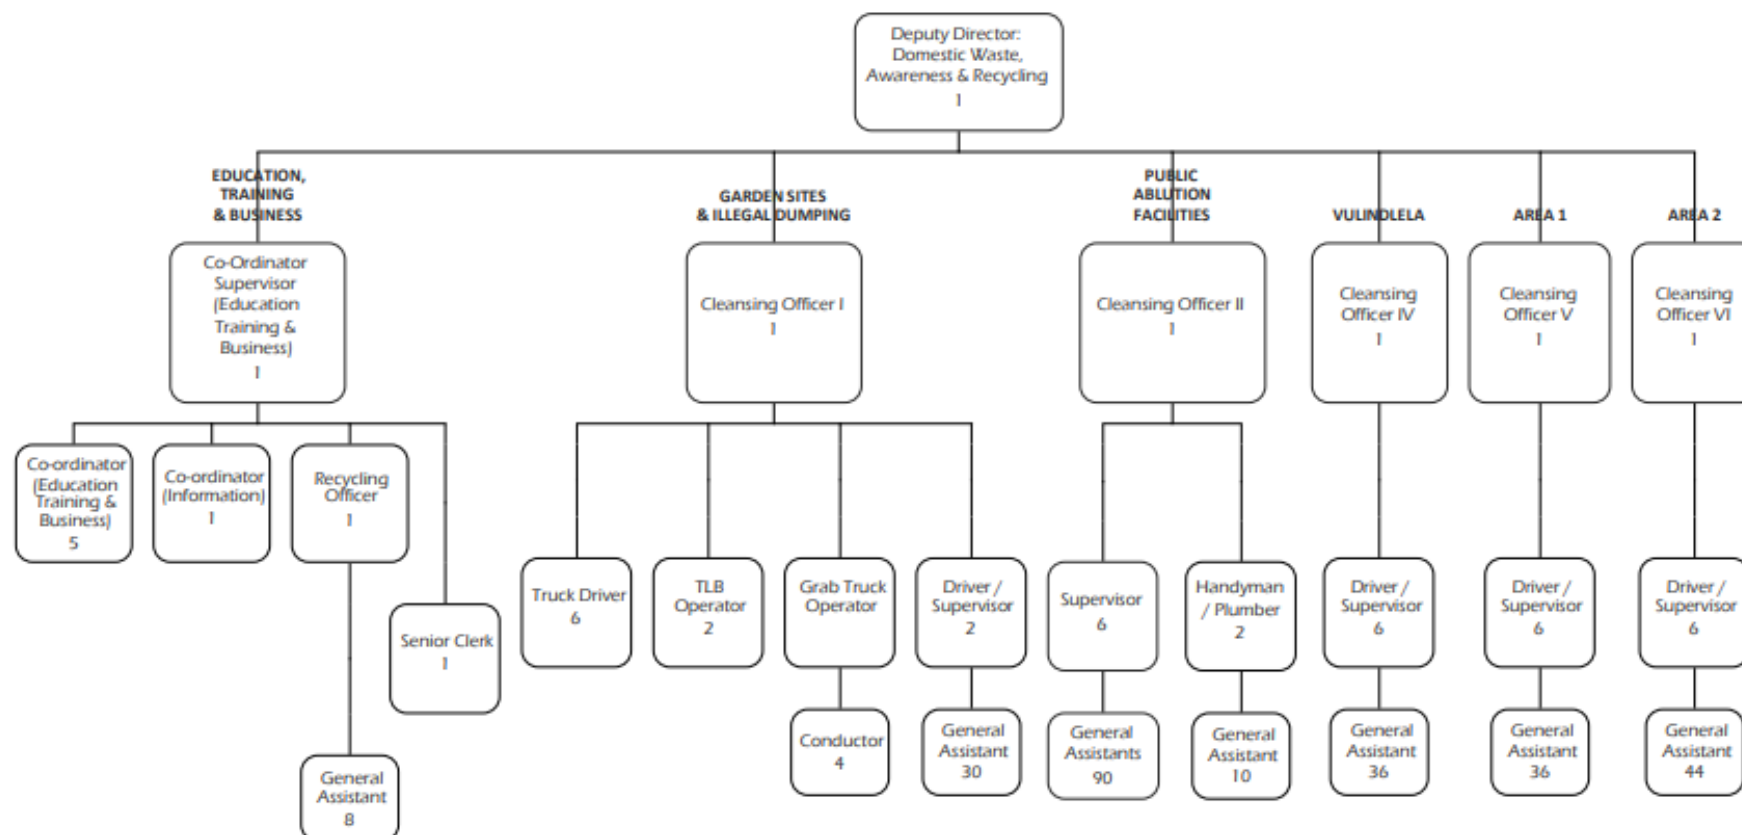 Deputy Director:
Domestic Waste,
Awareness & Recycling
1
EDUCATION,
TRAINING
& BUSINESS
GARDEN SITES
& ILLEGAL DUMPING
PUBLIC
ABLUTION
FACILITIES
VULINDLELA
AREA 1
AREA 2
Co-Ordinator
Supervisor
(Education
Training &
Business)
1
Cleansing Officer I
1
Cleansing Officer II
1
Cleansing
Officer IV
1
Cleansing
Officer V
1
Cleansing
Officer VI
1
Co-ordinator
(Education
Training &
Business)
5
Co-ordinator
(Information)
1
Recycling
Officer
1
Senior Clerk
1
General
Assistant
8
Truck Driver
6
TLB
Operator
2
Grab Truck
Operator
Driver /
Supervisor
2
Supervisor
6
Handyman
/ Plumber
2
Driver /
Supervisor
6
Driver /
Supervisor
6
Driver /
Supervisor
6
Conductor
4
General
Assistant
30
General
Assistants
90
General
Assistant
10
General
Assistant
36
General
Assistant
36
General
Assistant
44